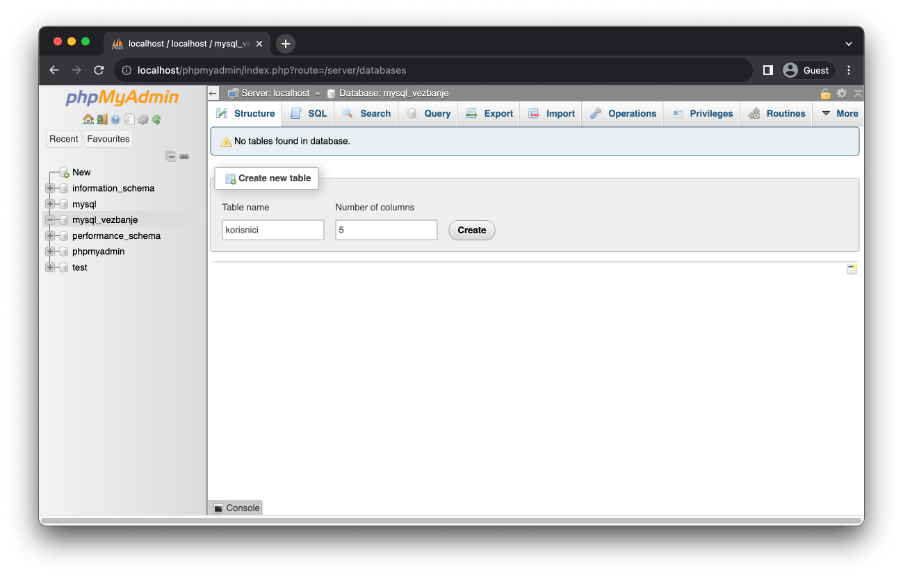 localhost / localhost / mysql_ve
localhost/phpmyadmin/index.php?route=/server/databases
Guest
phpMyAdmin
Recent
Favourites
New
information_schema
mysql
mysql_vezbanje
performance_schema
phpmyadmin
test
Server: localhost » Database: mysql_vezbanje
Structure SQL Search Query Export Import Operations Privileges Routines More
No tables found in database.
Create new table
Table name Number of columns
korisnici 5 Create
Console